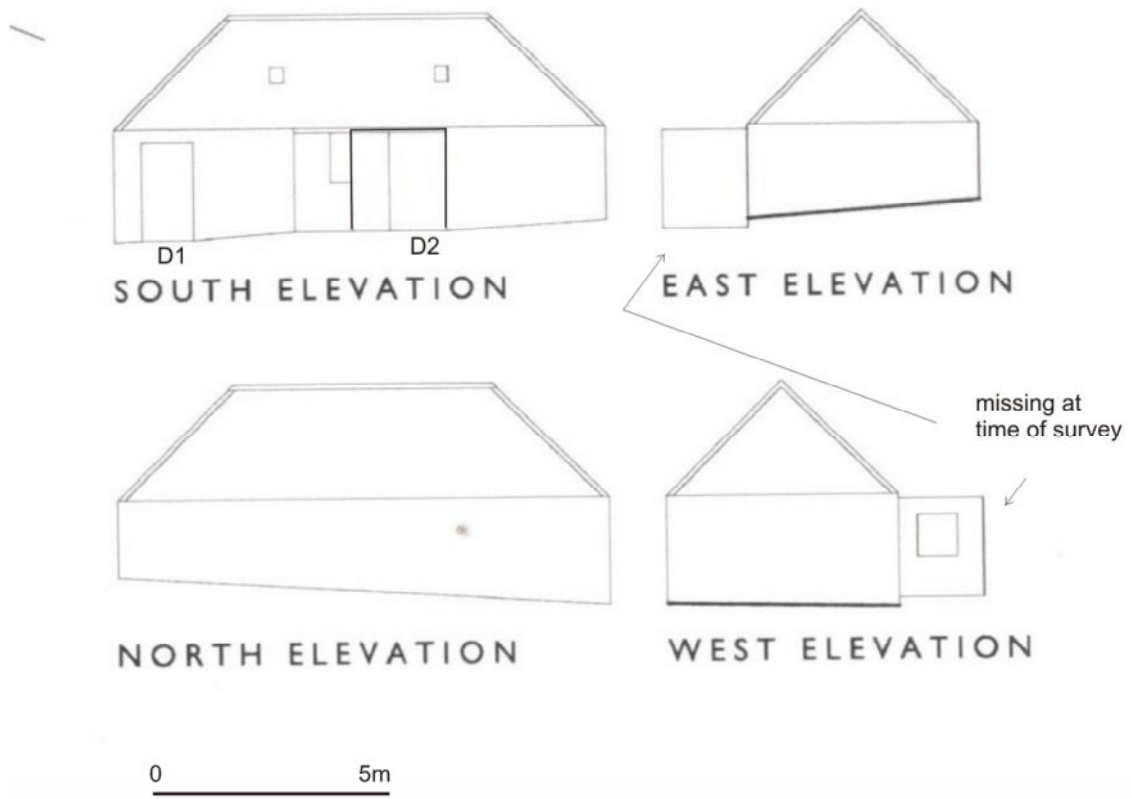 D1
D2
SOUTH ELEVATION
EAST ELEVATION
missing at
time of survey
NORTH ELEVATION
WEST ELEVATION
0
5m